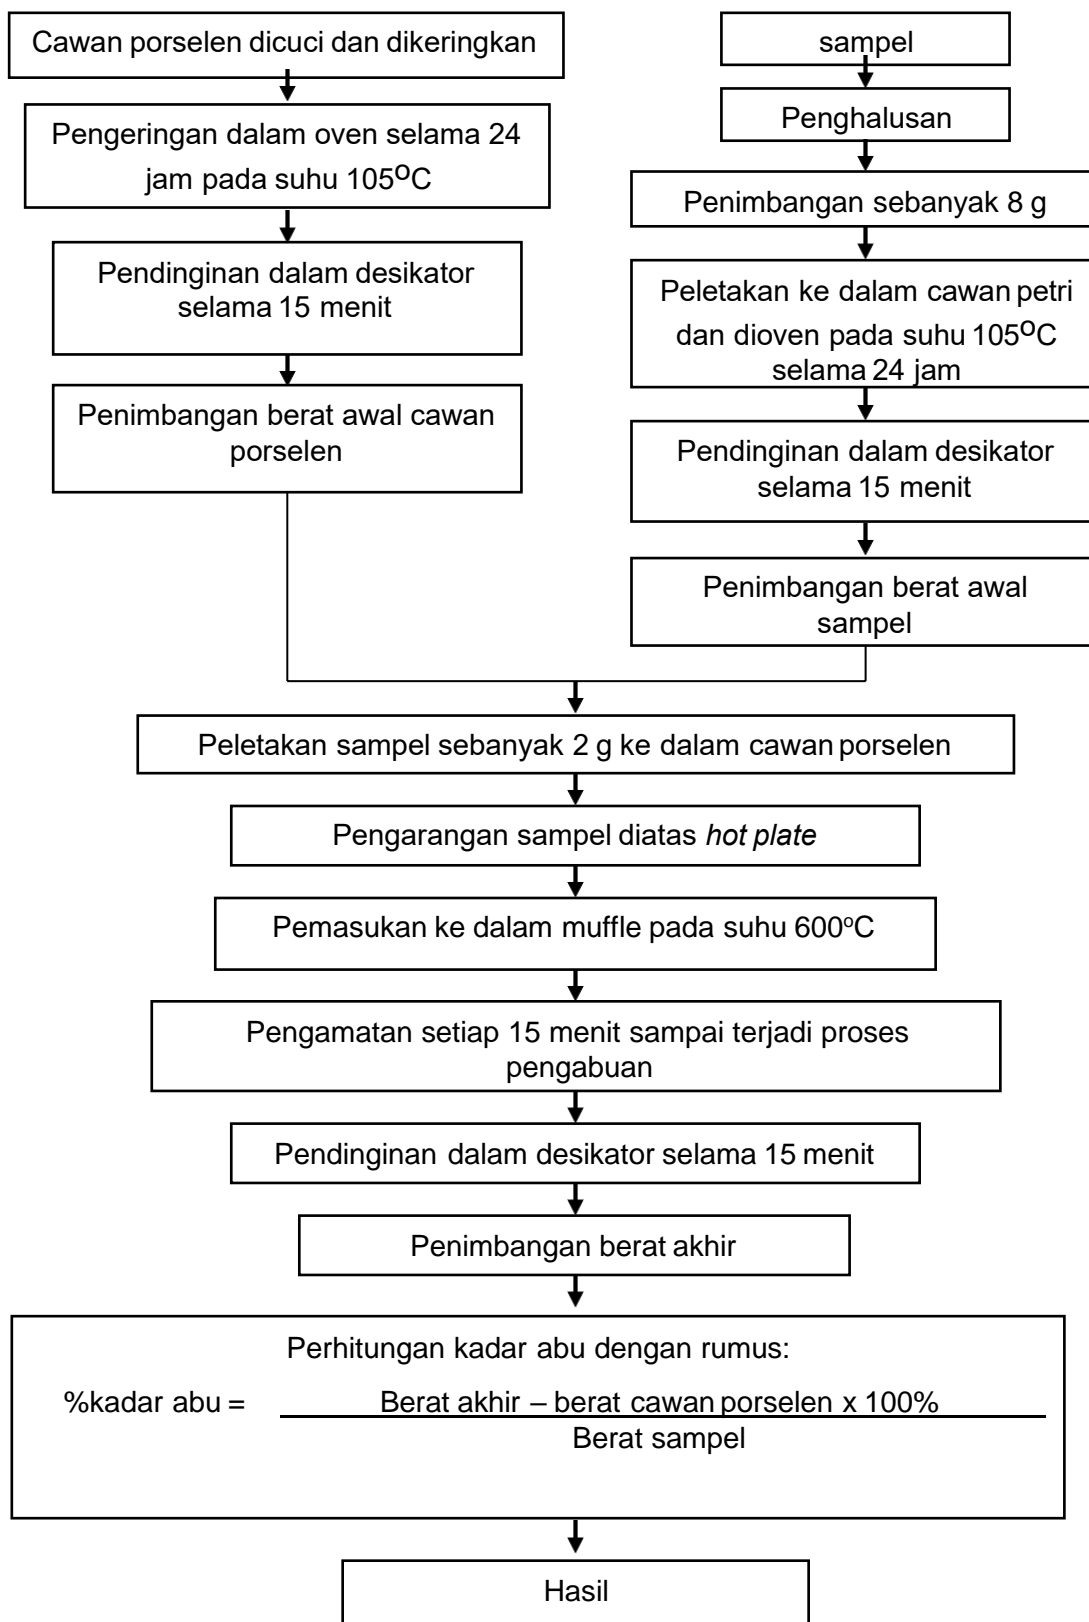 Cawan porselen dicuci dan dikeringkan
Pengeringan dalam oven selama 24
jam pada suhu 105°C
Pendinginan dalam desikator
selama 15 menit
Penimbangan berat awal cawan
porselen
sampel
Penghalusan
Penimbangan sebanyak 8 g
Peletakan ke dalam cawan petri
dan dioven pada suhu 105°C
selama 24 jam
Pendinginan dalam desikator
selama 15 menit
Penimbangan berat awal
sampel
Peletakan sampel sebanyak 2 g ke dalam cawan porselen
Pengarangan sampel diatas hot plate
Pemasukan ke dalam muffle pada suhu 600°C
Pengamatan setiap 15 menit sampai terjadi proses
pengabuan
Pendinginan dalam desikator selama 15 menit
Penimbangan berat akhir
Perhitungan kadar abu dengan rumus:
%kadar abu = Berat akhir – berat cawan porselen x 100%
Berat sampel
Hasil